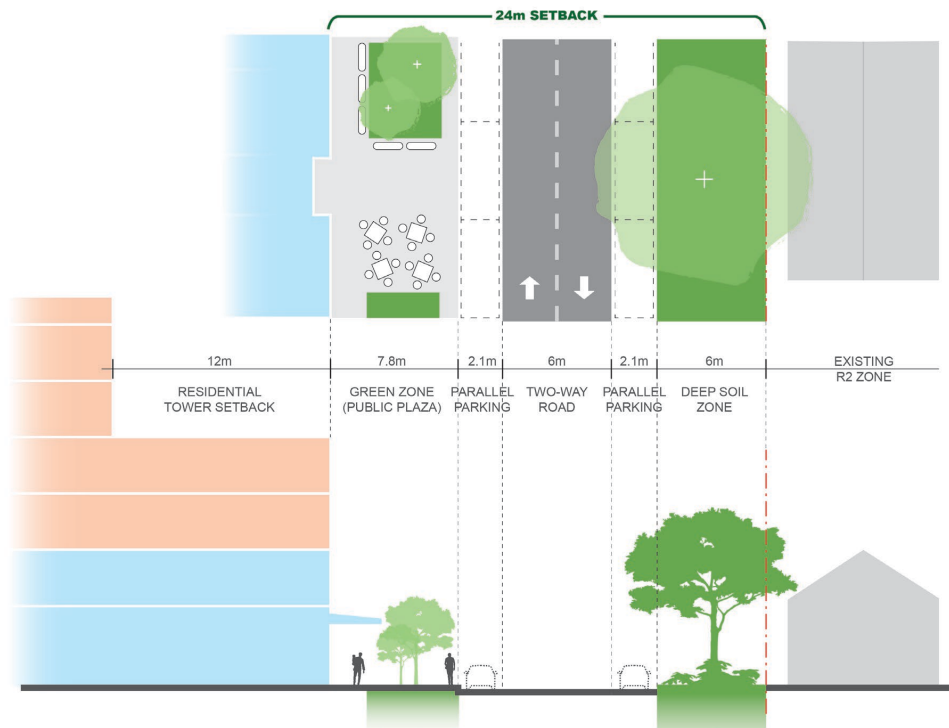 24m SETBACK
12m
7.8m
2.1m
6m
2.1m
6m
EXISTING
R2 ZONE
RESIDENTIAL
TOWER SETBACK
GREEN ZONE
(PUBLIC PLAZA)
PARALLEL
PARKING
TWO-WAY
ROAD
PARALLEL
PARKING
DEEP SOIL
ZONE